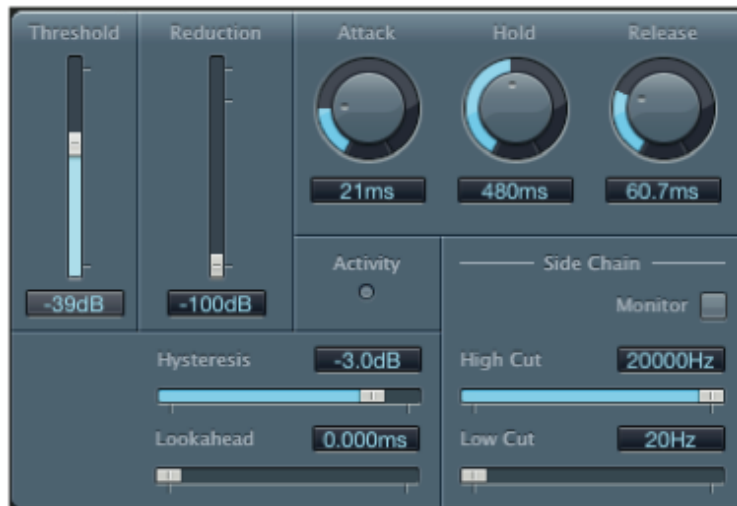 Threshold Reduction Attack Hold Release
21ms 480ms 60.7ms
Activity Side Chain
-39dB -100dB Monitor
Hysteresis -3.0dB High Cut 20000Hz
Lookahead 0.000ms Low Cut 20Hz